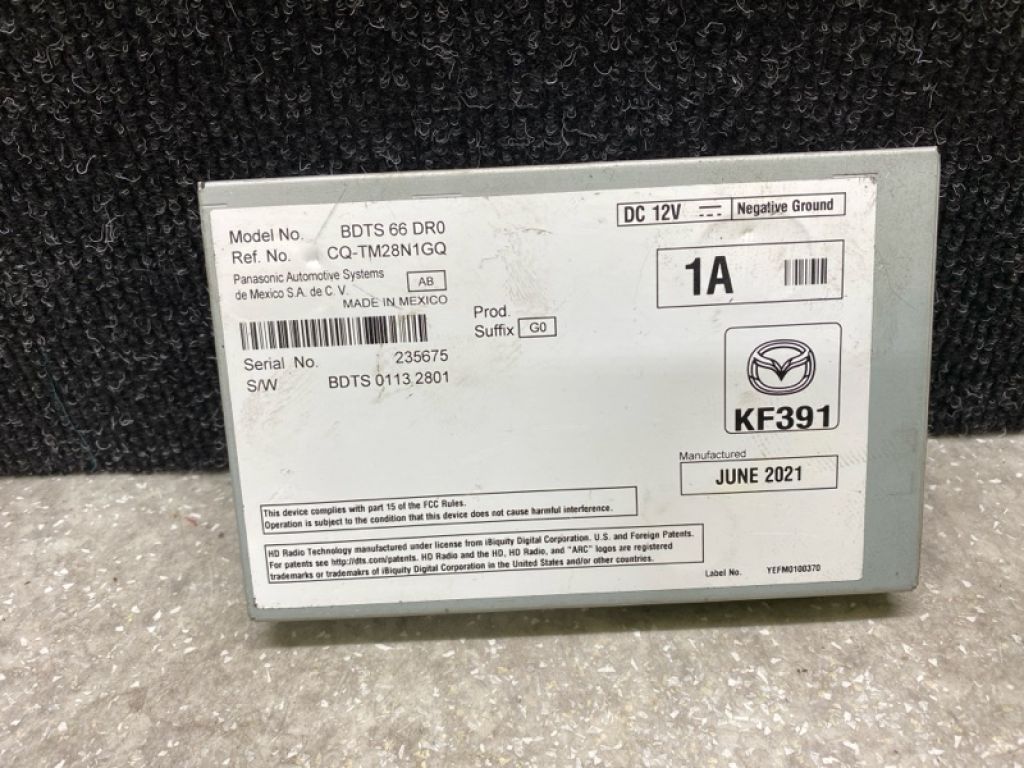 Model No. BDTS 66 DR0
Ref. No. CQ-TM28N1GQ
Panasonic Automotive Systems
de Mexico S.A. de C. V. AB
MADE IN MEXICO
Prod.
Suffix G0
Serial No. 235675
S/W BDTS 0113 2801
DC 12V Negative Ground
1A
KF391
Manufactured
JUNE 2021
This device complies with part 15 of the FCC Rules.
Operation is subject to the condition that this device does not cause harmful interference.
HD Radio Technology manufactured under license from iBiquity Digital Corporation. U.S. and Foreign Patents.
For patents see http://dts.com/patents. HD Radio and the HD, HD Radio, and "ARC" logos are registered
trademarks or trademakrs of iBiquity Digital Corporation in the United States and/or other countries.
Label No. YEFM0100370